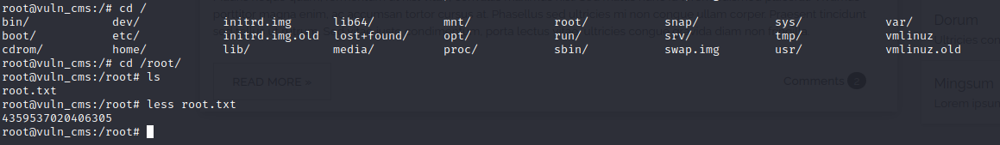 root@vuln_cms:/# cd /
bin/ dev/ initrd.img lib64/ mnt/ root/ snap/ sys/ var/
boot/ etc/ initrd.img.old lost+found/ opt/ run/ srv/ tmp/ vmlinuz
cdrom/ home/ lib/ media/ proc/ sbin/ swap.img usr/ vmlinuz.old
root@vuln_cms:/# cd /root/
root@vuln_cms:/root# ls
root.txt
root@vuln_cms:/root# less root.txt
4359537020406305
root@vuln_cms:/root#
READ MORE »
Comments 2
Dorum
Mingsum
Lorem ipsum